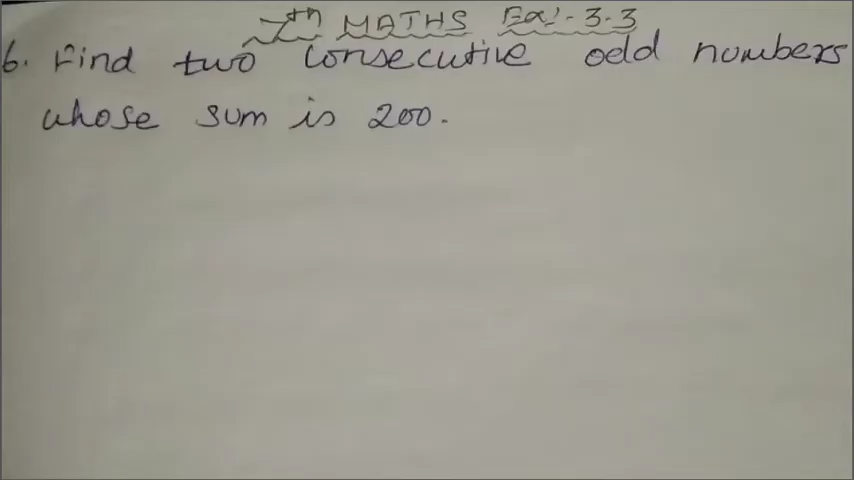 7th MATHS Ex:- 3.3
6. Find two consecutive odd numbers
whose sum is 200.